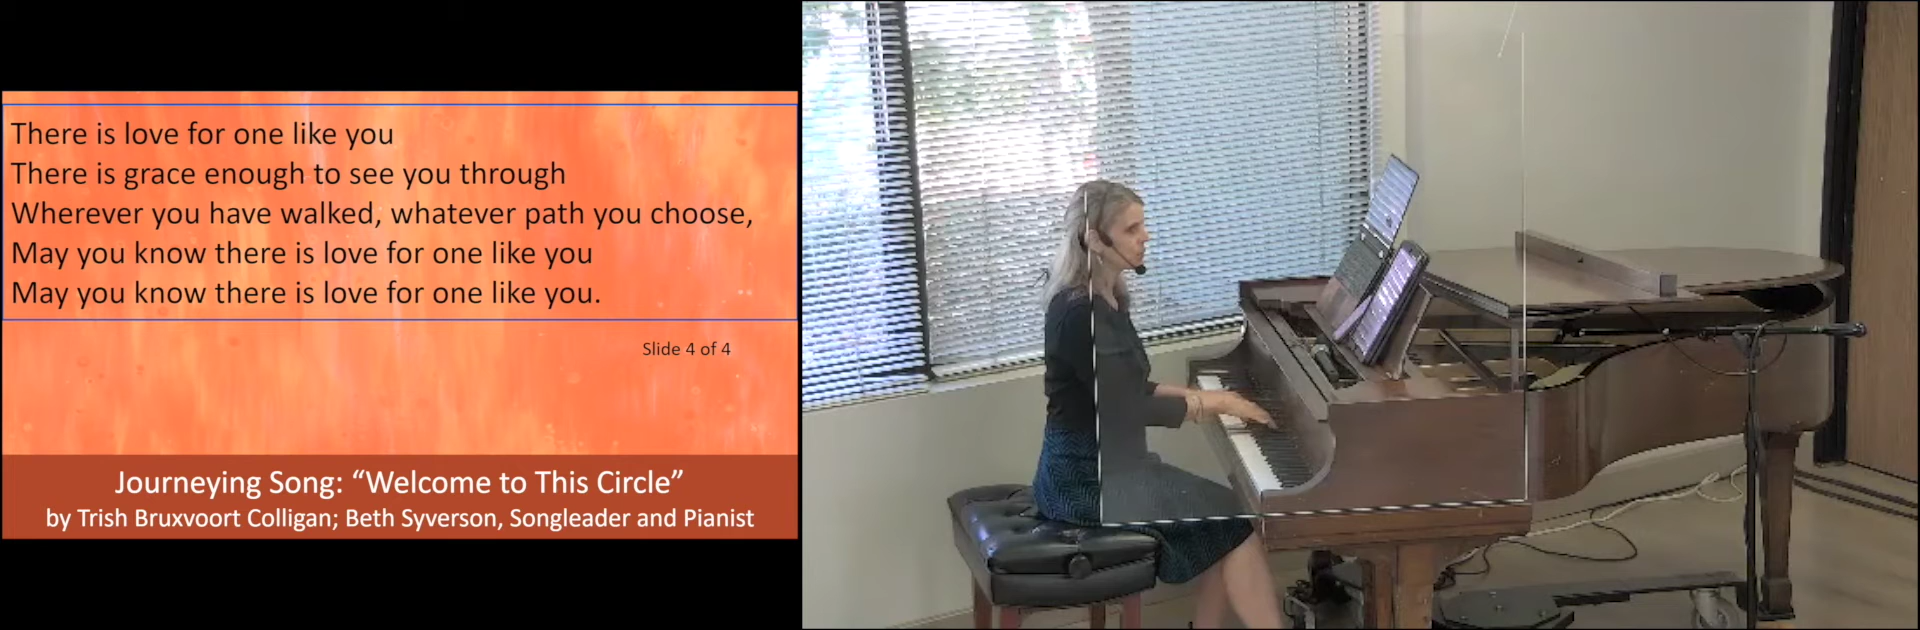 There is love for one like you
There is grace enough to see you through
Wherever you have walked, whatever path you choose,
May you know there is love for one like you
May you know there is love for one like you.
Slide 4 of 4
Journeying Song: “Welcome to This Circle”
by Trish Bruxvoort Colligan; Beth Syverson, Songleader and Pianist